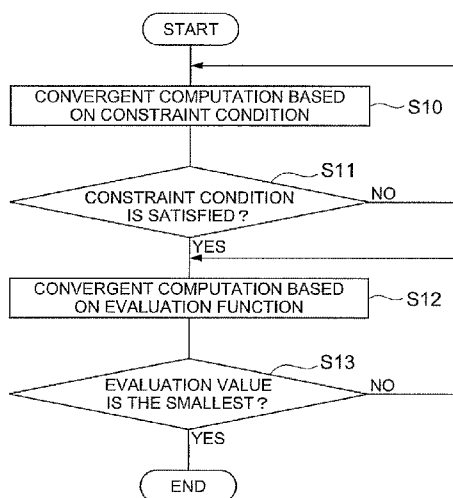 START
CONVERGENT COMPUTATION BASED
ON CONSTRAINT CONDITION
S10
S11
CONSTRAINT CONDITION
IS SATISFIED?
NO
YES
CONVERGENT COMPUTATION BASED
ON EVALUATION FUNCTION
S12
S13
EVALUATION VALUE
IS THE SMALLEST?
NO
YES
END